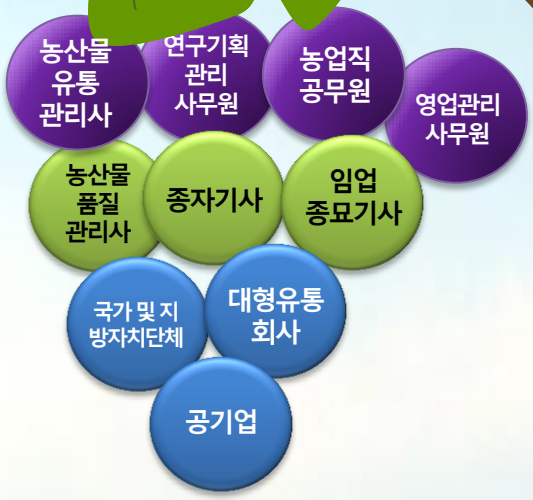 농산물
유통
관리사
연구기획
관리
사무원
농업직
공무원
영업관리
사무원
농산물
품질
관리사
종자기사
임업
종묘기사
국가 및 지
방자치단체
대형유통
회사
공기업